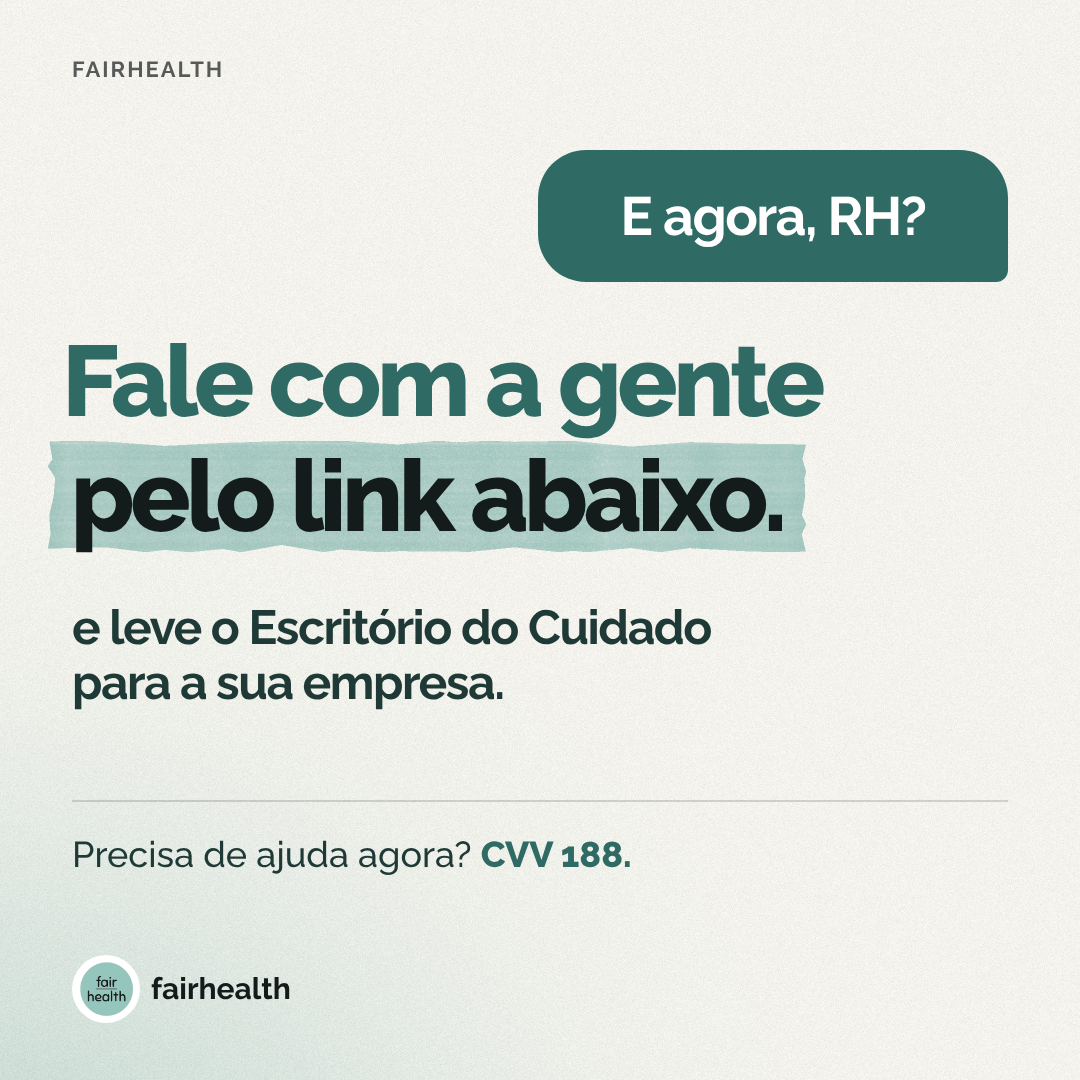 FAIRHEALTH
E agora, RH?
Fale com a gente
pelo link abaixo.
e leve o Escritório do Cuidado
para a sua empresa.
Precisa de ajuda agora? CVV 188.
fair
health
fairhealth